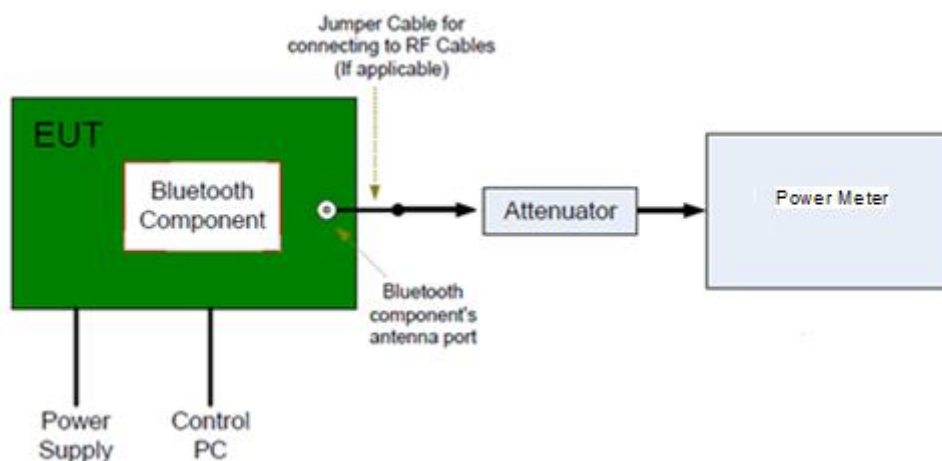 Jumper Cable for
connecting to RF Cables
(If applicable)
EUT
Bluetooth
Component
Attenuator
Power Meter
Bluetooth
component's
antenna port
Power
Supply
Control
PC